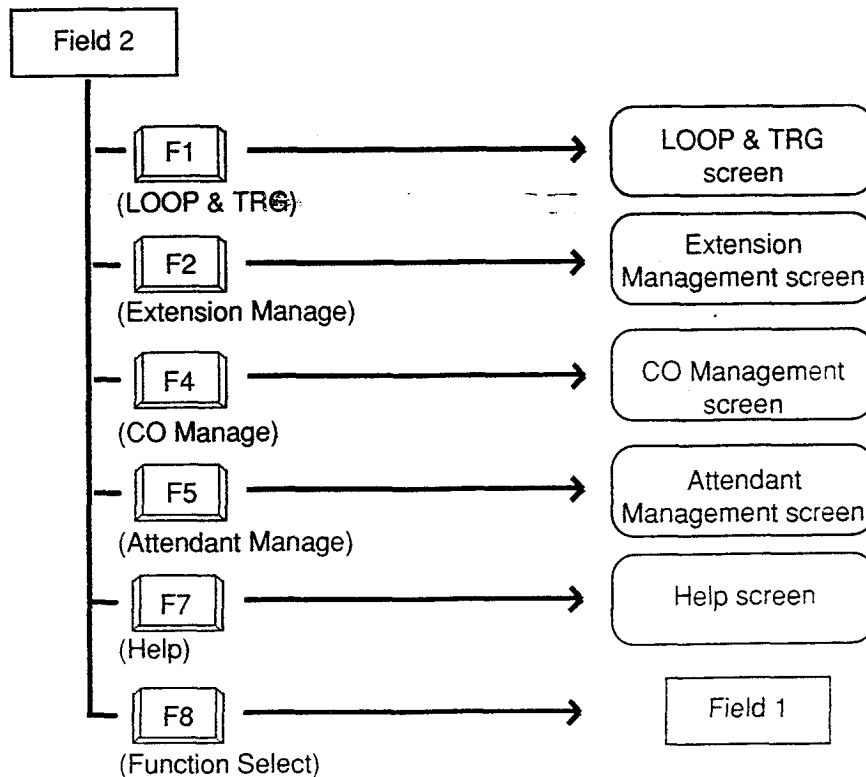 Field 2
F1
(LOOP & TRG)
LOOP & TRG
screen
F2
(Extension Manage)
Extension
Management screen
F4
(CO Manage)
CO Management
screen
F5
(Attendant Manage)
Attendant
Management screen
F7
(Help)
Help screen
F8
(Function Select)
Field 1